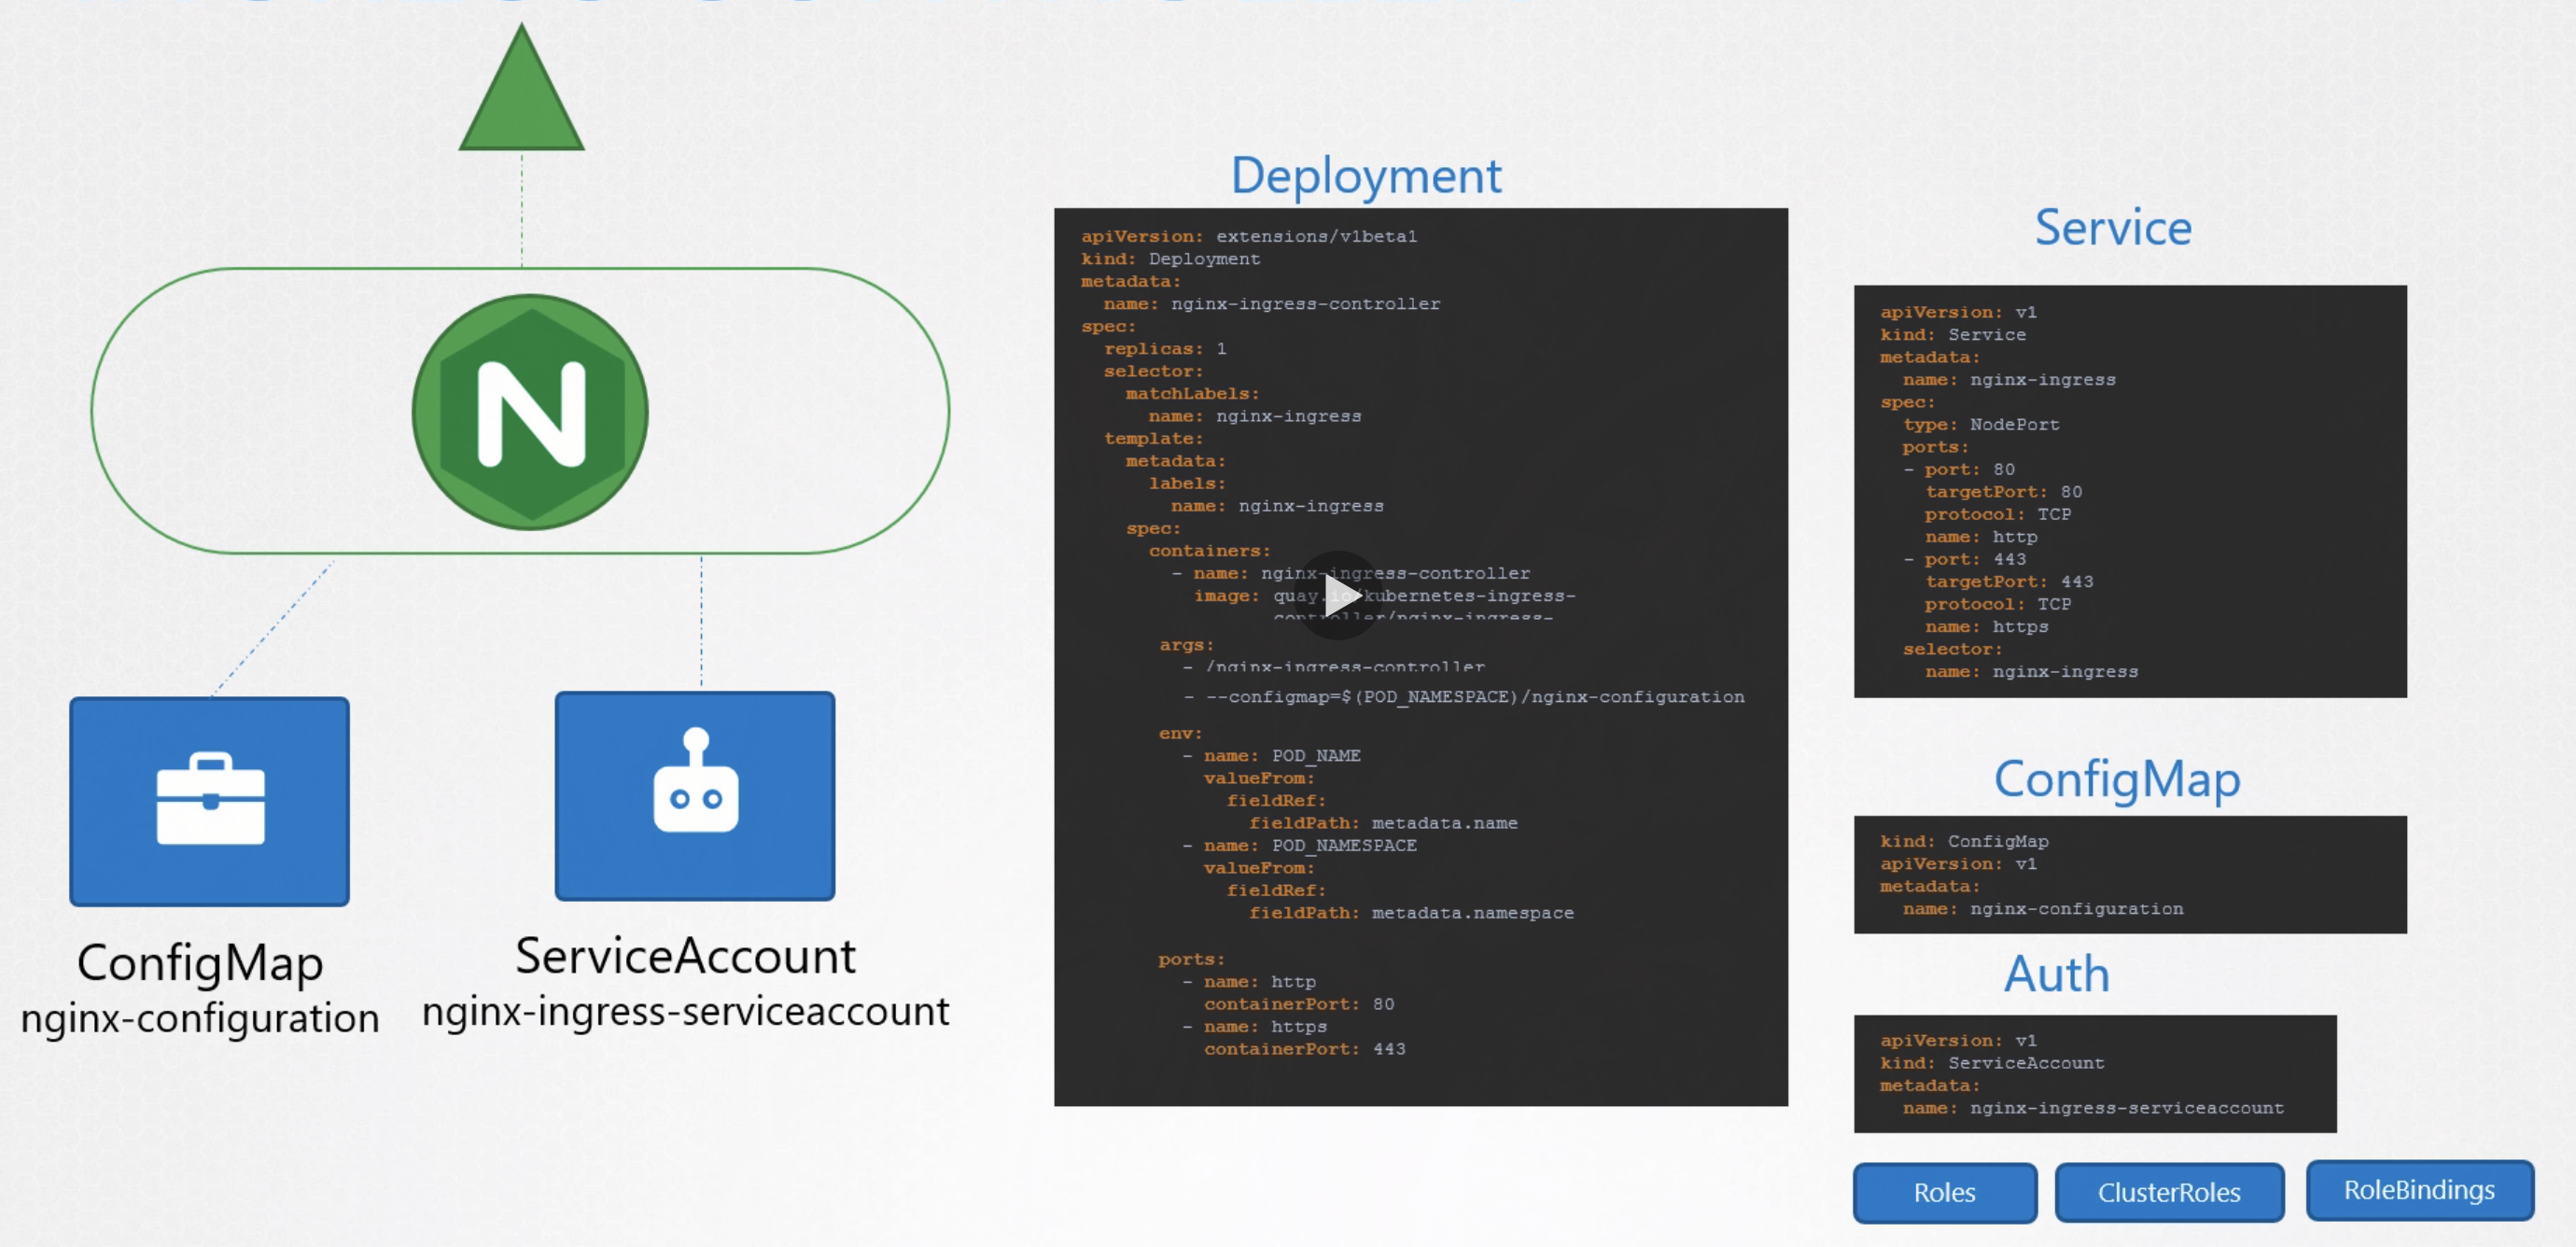 N
ConfigMap
nginx-configuration
ServiceAccount
nginx-ingress-serviceaccount
Deployment
apiVersion: extensions/v1beta1
kind: Deployment
metadata:
  name: nginx-ingress-controller
spec:
  replicas: 1
  selector:
    matchLabels:
      name: nginx-ingress
  template:
    metadata:
      labels:
        name: nginx-ingress
    spec:
      containers:
        - name: nginx-ingress-controller
          image: quay.io/kubernetes-ingress-
                 controller/nginx-ingress-
      args:
        - /nginx-ingress-controller
        - --configmap=$(POD_NAMESPACE)/nginx-configuration
      env:
        - name: POD_NAME
          valueFrom:
            fieldRef:
              fieldPath: metadata.name
        - name: POD_NAMESPACE
          valueFrom:
            fieldRef:
              fieldPath: metadata.namespace
      ports:
        - name: http
          containerPort: 80
        - name: https
          containerPort: 443
Service
apiVersion: v1
kind: Service
metadata:
  name: nginx-ingress
spec:
  type: NodePort
  ports:
  - port: 80
    targetPort: 80
    protocol: TCP
    name: http
  - port: 443
    targetPort: 443
    protocol: TCP
    name: https
  selector:
    name: nginx-ingress
ConfigMap
kind: ConfigMap
apiVersion: v1
metadata:
  name: nginx-configuration
Auth
apiVersion: v1
kind: ServiceAccount
metadata:
  name: nginx-ingress-serviceaccount
Roles
ClusterRoles
RoleBindings